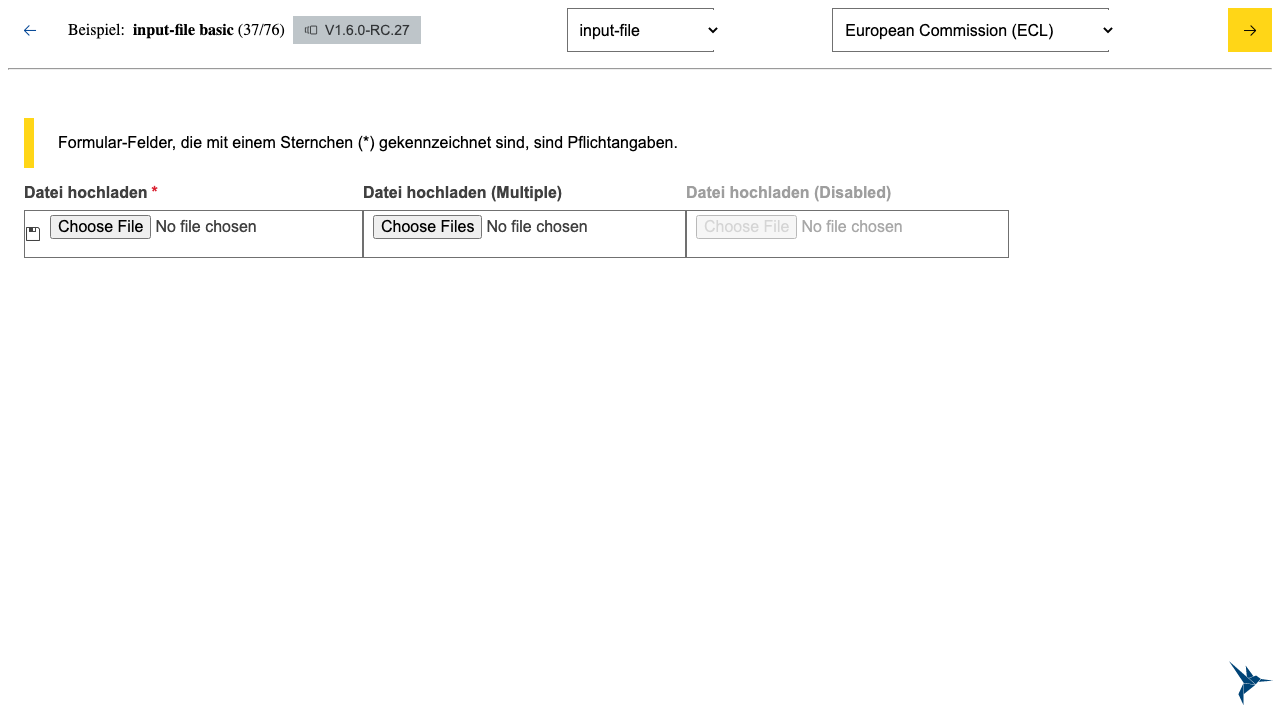 Beispiel: input-file basic (37/76) V1.6.0-RC.27 input-file European Commission (ECL)
Formular-Felder, die mit einem Sternchen (*) gekennzeichnet sind, sind Pflichtangaben.
Datei hochladen * Datei hochladen (Multiple) Datei hochladen (Disabled)
Choose File No file chosen Choose Files No file chosen Choose File No file chosen